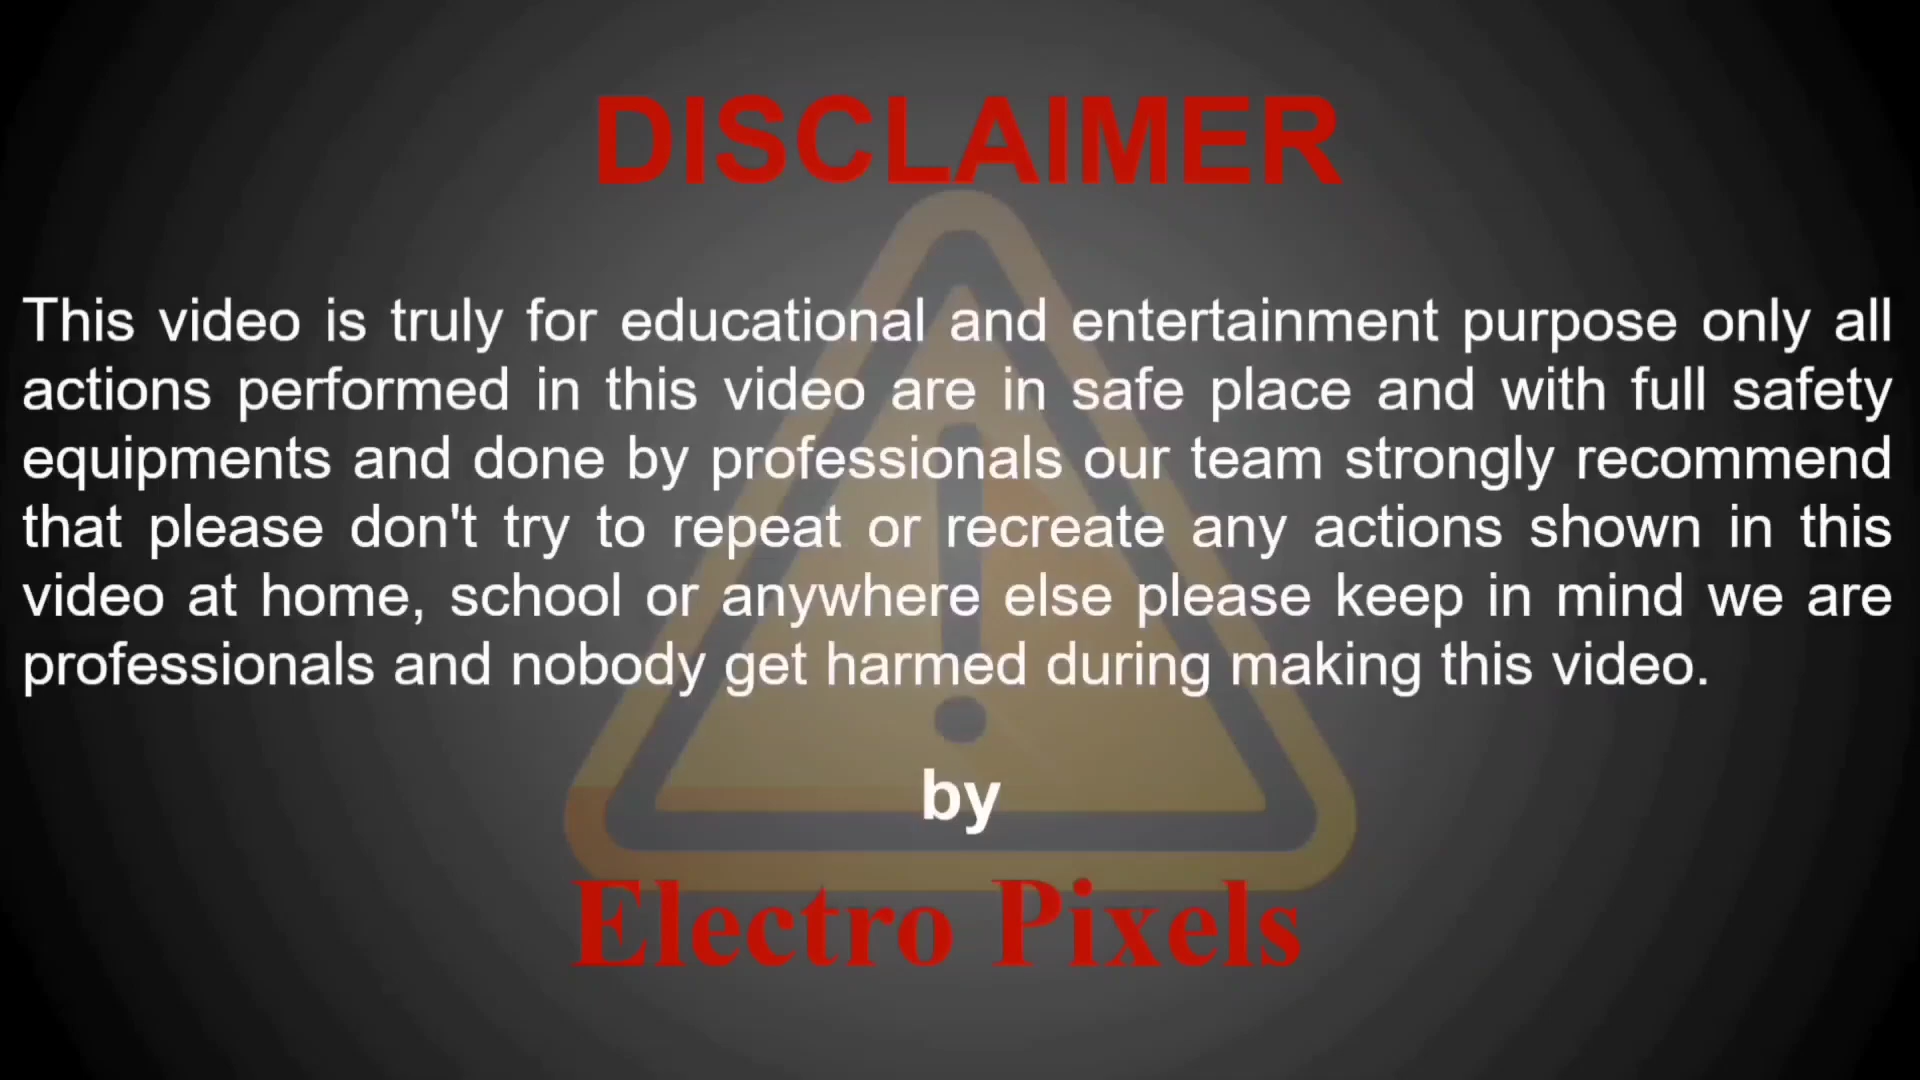 DISCLAIMER
This video is truly for educational and entertainment purpose only all
actions performed in this video are in safe place and with full safety
equipments and done by professionals our team strongly recommend
that please don't try to repeat or recreate any actions shown in this
video at home, school or anywhere else please keep in mind we are
professionals and nobody get harmed during making this video.
by
Electro Pixels